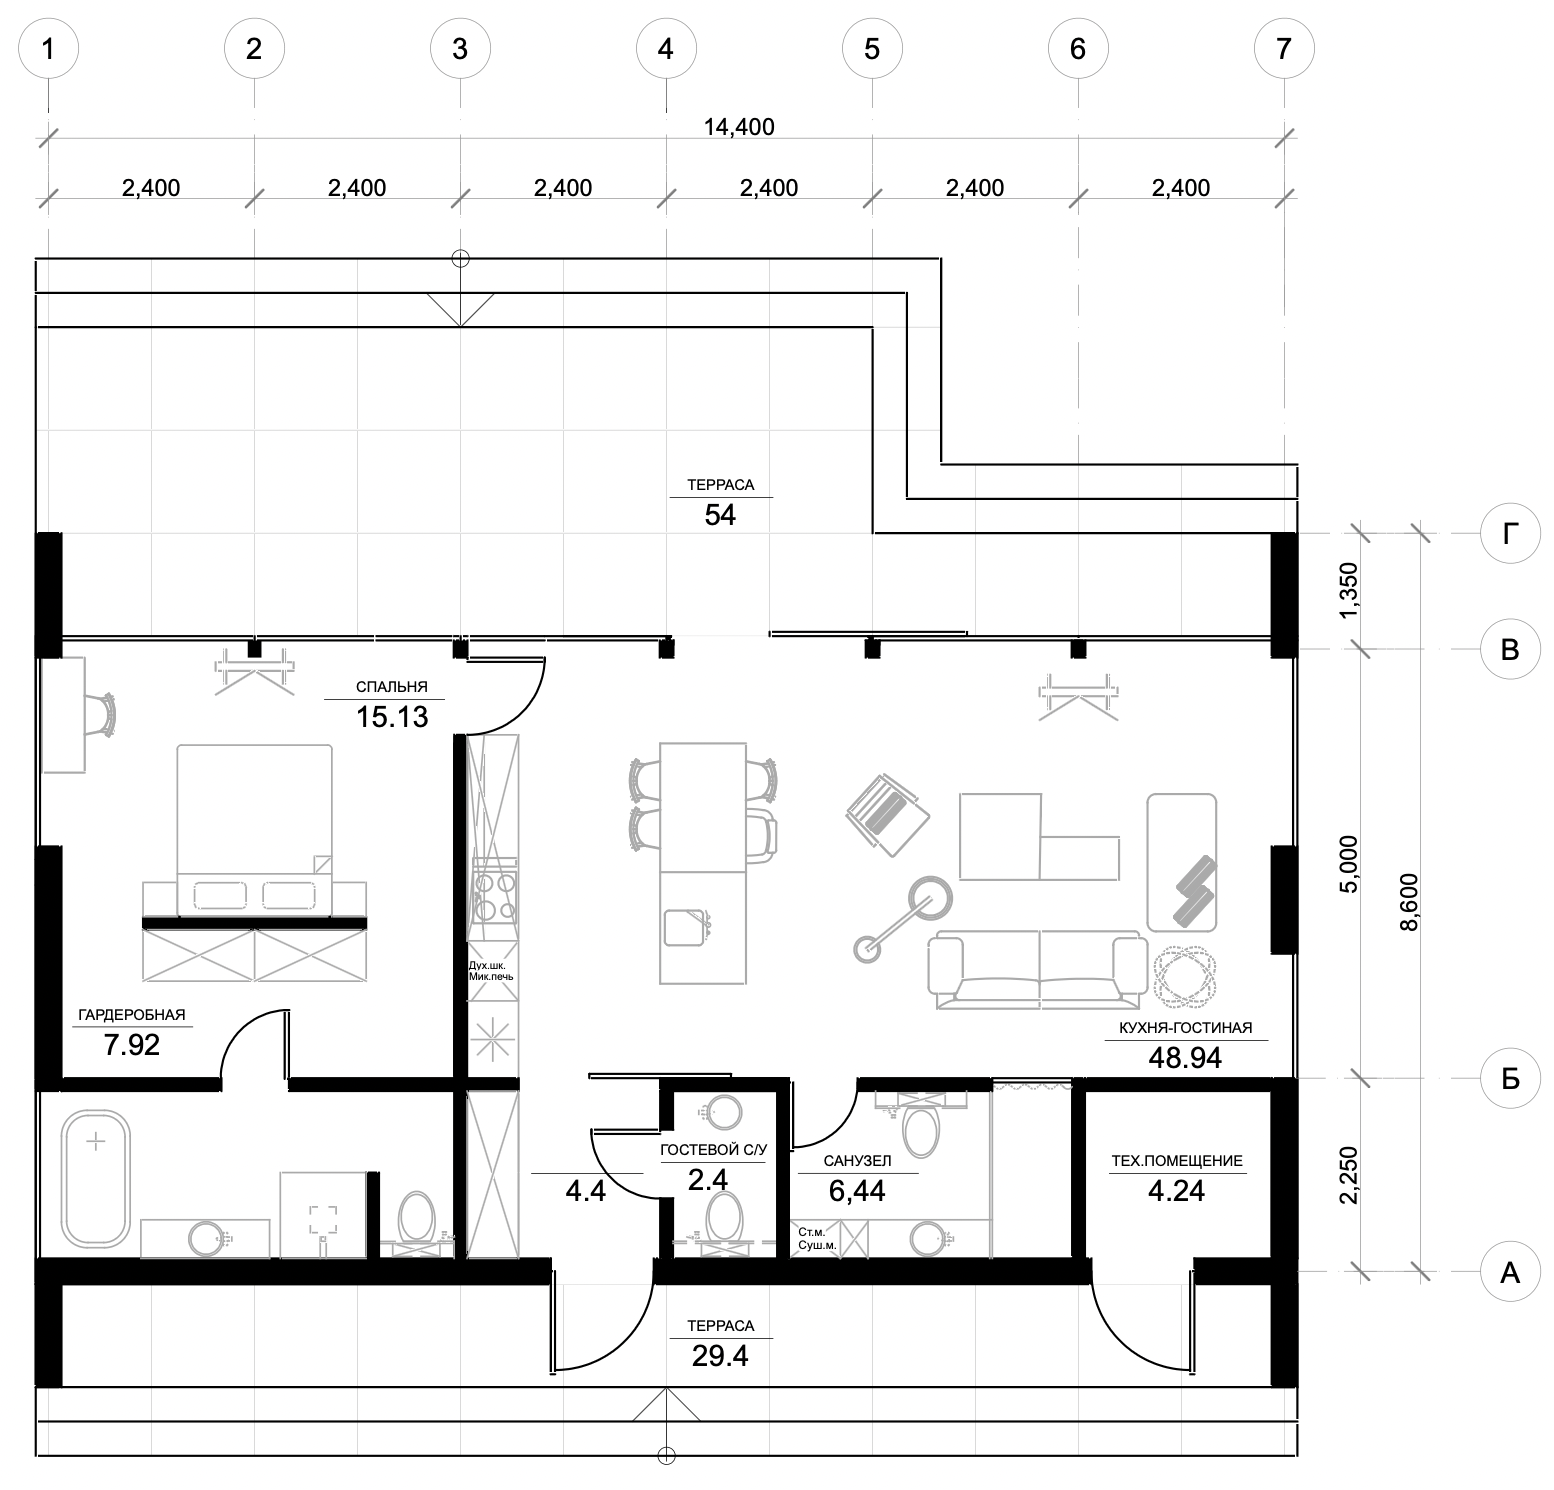 1 2 3 4 5 6 7
14,400
2,400 2,400 2,400 2,400 2,400 2,400
ТЕРРАСА
54
Г
1,350
В
СПАЛЬНЯ
15.13
5,000
8,600
Дух.шк.
Мик.печь
ГАРДЕРОБНАЯ
7.92
КУХНЯ-ГОСТИНАЯ
48.94
Б
ГОСТЕВОЙ С/У
2.4
4.4
САНУЗЕЛ
6,44
ТЕХ.ПОМЕЩЕНИЕ
4.24
2,250
Ст.м.
Суш.м.
А
ТЕРРАСА
29.4